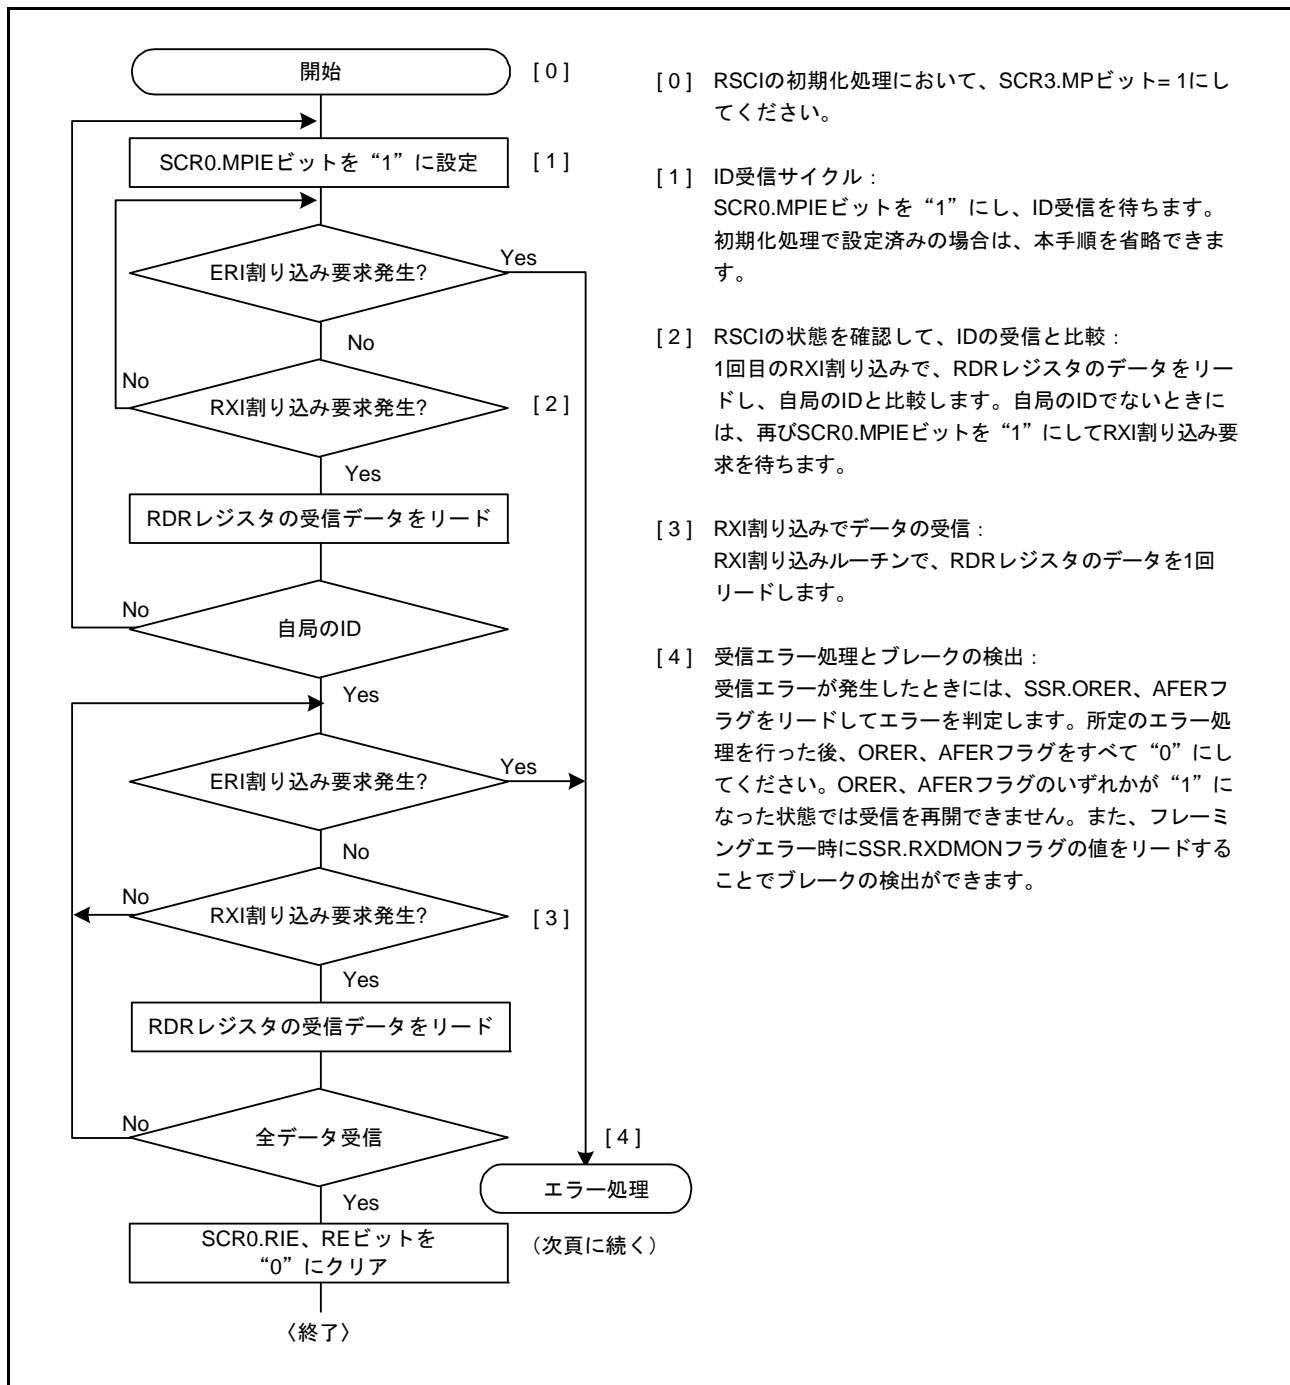 開始
[ 0 ]
SCR0.MPIEビットを“1”に設定
[ 1 ]
ERI割り込み要求発生?
Yes
No
No
RXI割り込み要求発生?
[ 2 ]
Yes
RDRレジスタの受信データをリード
No
自局のID
Yes
ERI割り込み要求発生?
Yes
No
No
RXI割り込み要求発生?
[ 3 ]
Yes
RDRレジスタの受信データをリード
No
全データ受信
[ 4 ]
エラー処理
Yes
SCR0.RIE、REビットを
“0”にクリア
（次頁に続く）
〈終了〉
[ 0 ] RSCIの初期化処理において、SCR3.MPビット= 1にし
てください。
[ 1 ] ID受信サイクル：
SCR0.MPIEビットを“1”にし、ID受信を待ちます。
初期化処理で設定済みの場合は、本手順を省略できま
す。
[ 2 ] RSCIの状態を確認して、IDの受信と比較：
1回目のRXI割り込みで、RDRレジスタのデータをリー
ドし、自局のIDと比較します。自局のIDでないときに
は、再びSCR0.MPIEビットを“1”にしてRXI割り込み要
求を待ちます。
[ 3 ] RXI割り込みでデータの受信：
RXI割り込みルーチンで、RDRレジスタのデータを1回
リードします。
[ 4 ] 受信エラー処理とブレークの検出：
受信エラーが発生したときには、SSR.ORER、AFERフ
ラグをリードしてエラーを判定します。所定のエラー処
理を行った後、ORER、AFERフラグをすべて“0”にし
てください。ORER、AFERフラグのいずれかが“1”に
なった状態では受信を再開できません。また、フレーミ
ングエラー時にSSR.RXDMONフラグの値をリードする
ことでブレークの検出ができます。